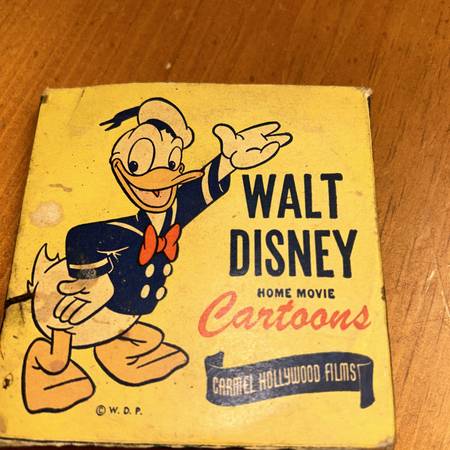 WALT
DISNEY
HOME MOVIE
Cartoons
CARMEL HOLLYWOOD FILMS
© W. D. P.